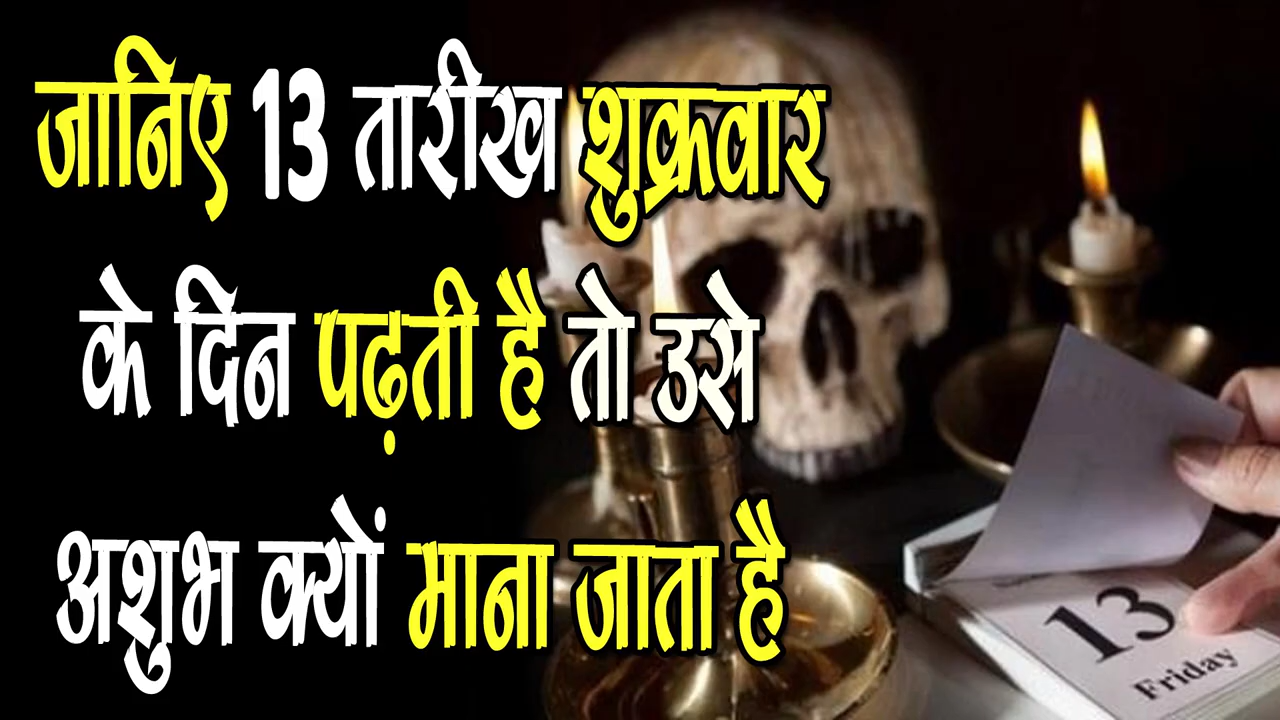 जानिए 13 तारीख शुक्रवार
के दिन पढ़ती है तो उसे
अशुभ क्यों माना जाता है
13
Friday